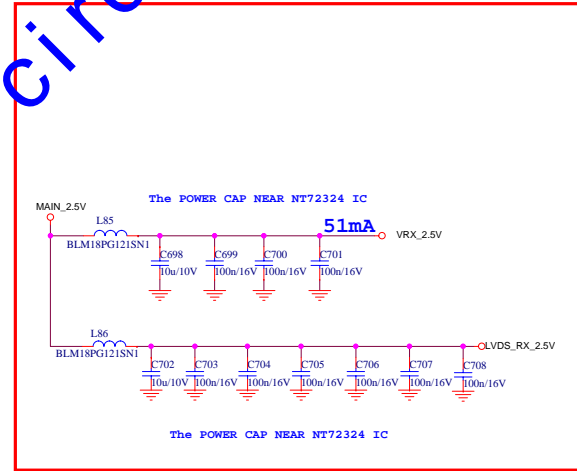 circ
The POWER CAP NEAR NT72324 IC
MAIN_2.5V
L85
BLM18PG121SN1
51mA
VRX_2.5V
C698
10u/10V
C699
100n/16V
C700
100n/16V
C701
100n/16V
L86
BLM18PG121SN1
LVDS_RX_2.5V
C702
10u/10V
C703
100n/16V
C704
100n/16V
C705
100n/16V
C706
100n/16V
C707
100n/16V
C708
100n/16V
The POWER CAP NEAR NT72324 IC